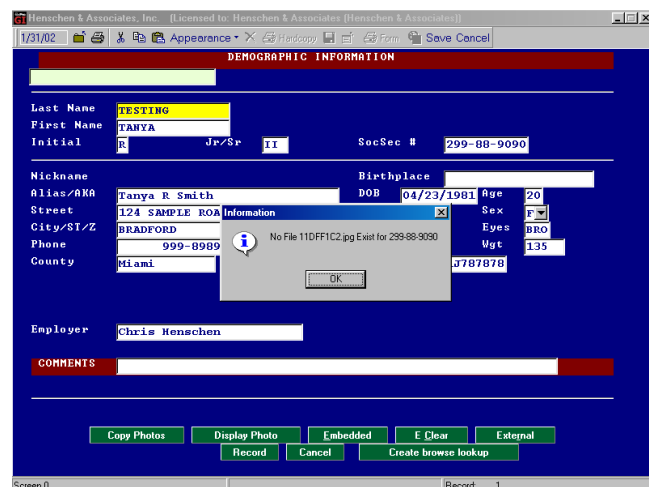 GI Henschen & Associates, Inc. (Licensed to: Henschen & Associates [Henschen & Associates])
1/31/02 Appearance Hardcopy Form Save Cancel
DEMOGRAPHIC INFORMATION
Last Name TESTING
First Name TANYA
Initial R Jr/Sr II SocSec # 299-88-9090
Nickname Birthplace
Alias/AKA Tanya R Smith DOB 04/23/1981 Age 20
Street 124 SAMPLE ROA Sex F
City/ST/Z BRADFORD Eyes BRO
Phone 999-8989 Wgt 135
County Miami J787878
Information
No File 11DFF1C2.jpg Exist for 299-88-9090
OK
Employer Chris Henschen
COMMENTS
Copy Photos Display Photo Embedded E Clear External
Record Cancel Create browse lookup
Screen 0 Record: 1